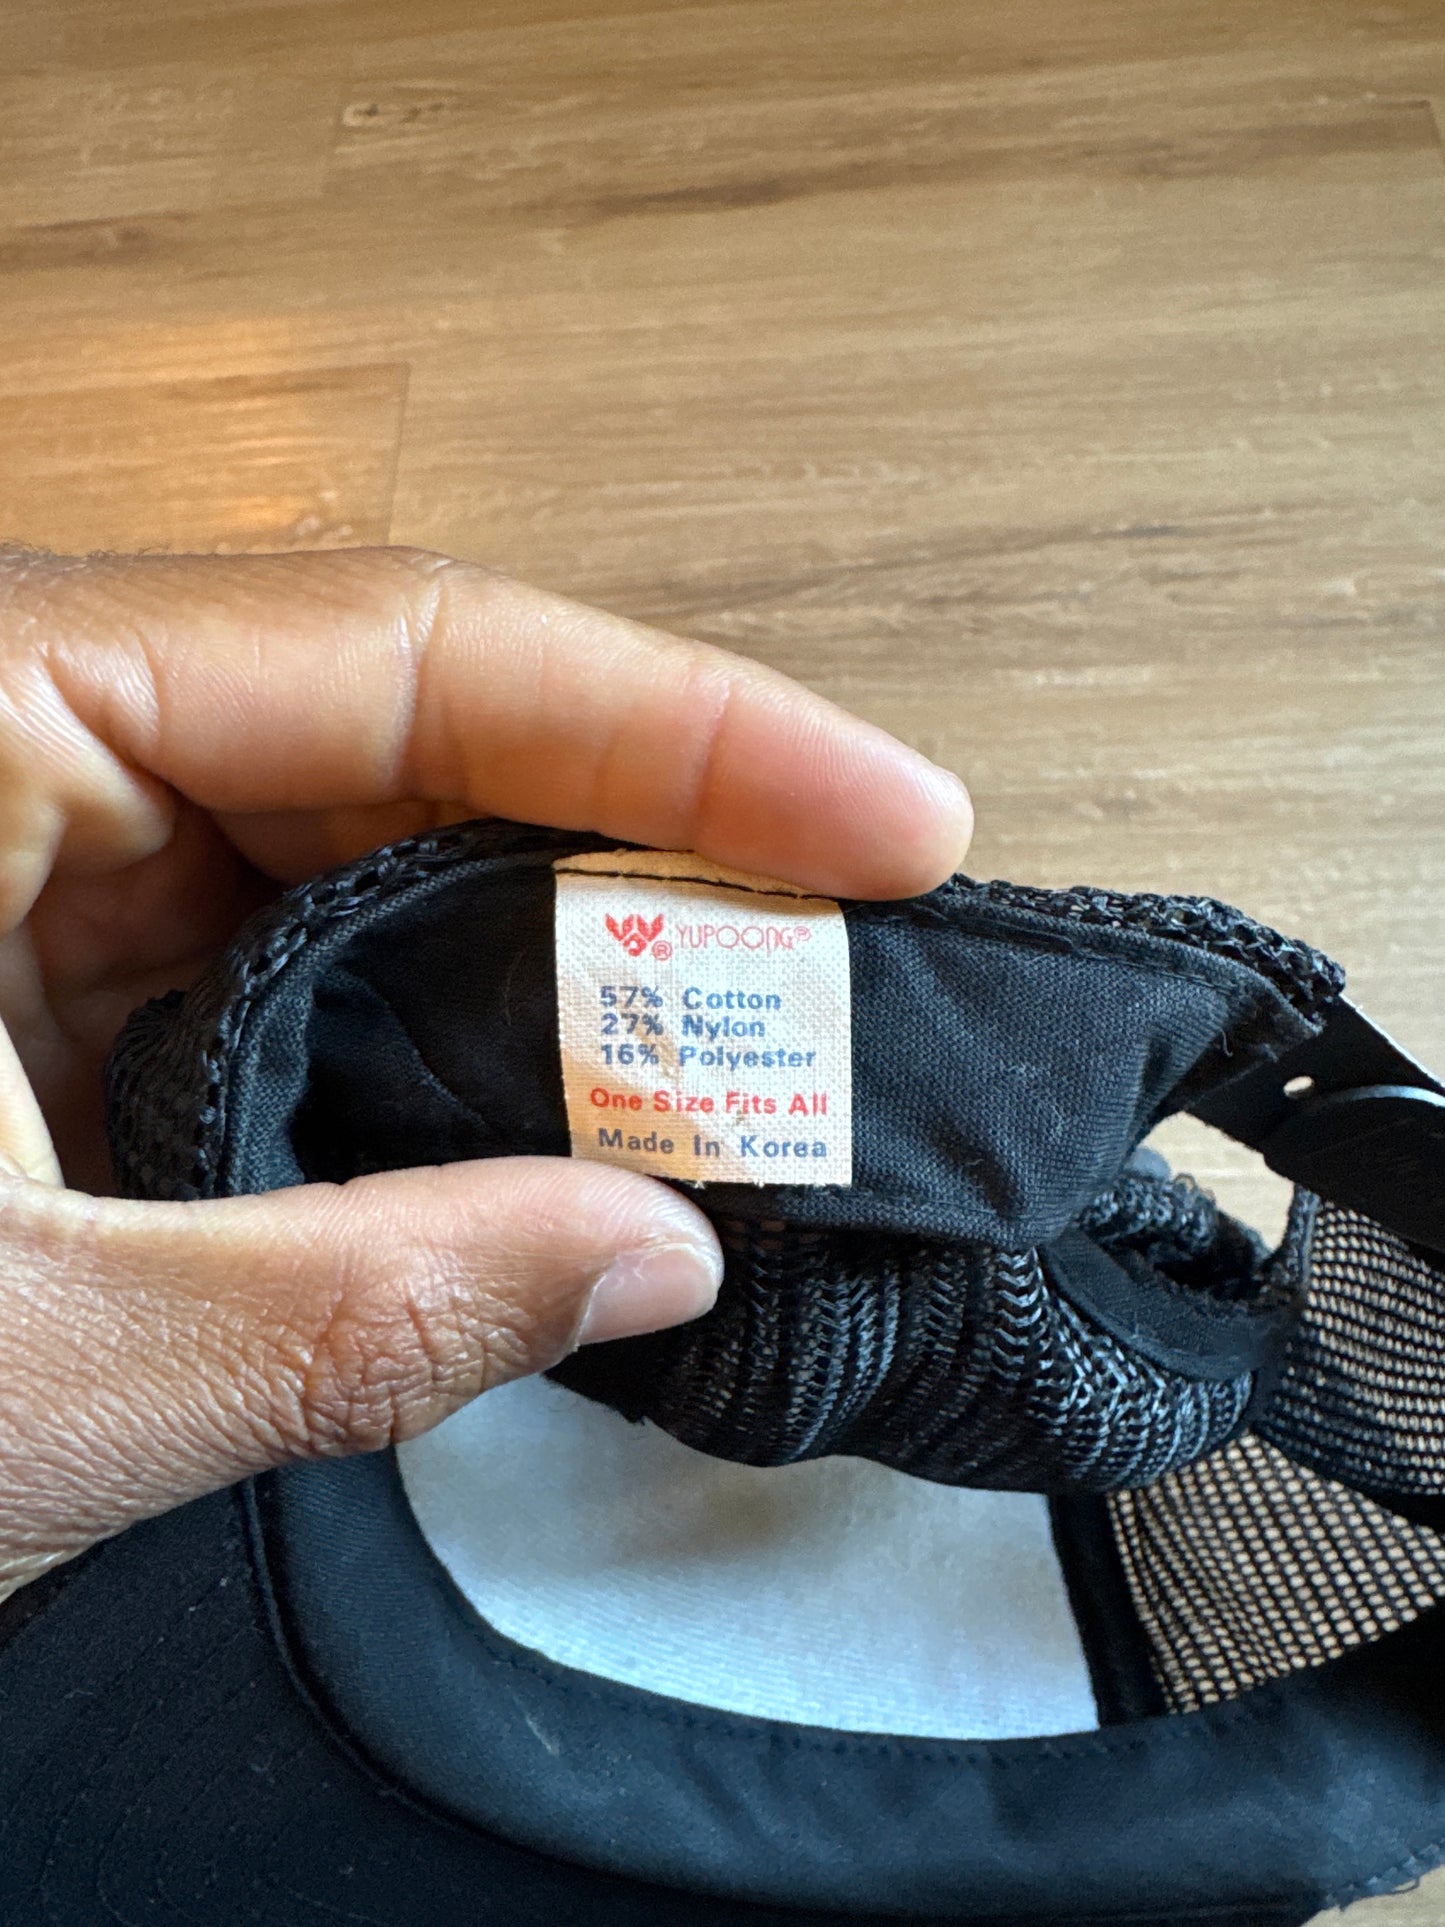 ® YUPOONG®
57% Cotton
27% Nylon
16% Polyester
One Size Fits All
Made In Korea